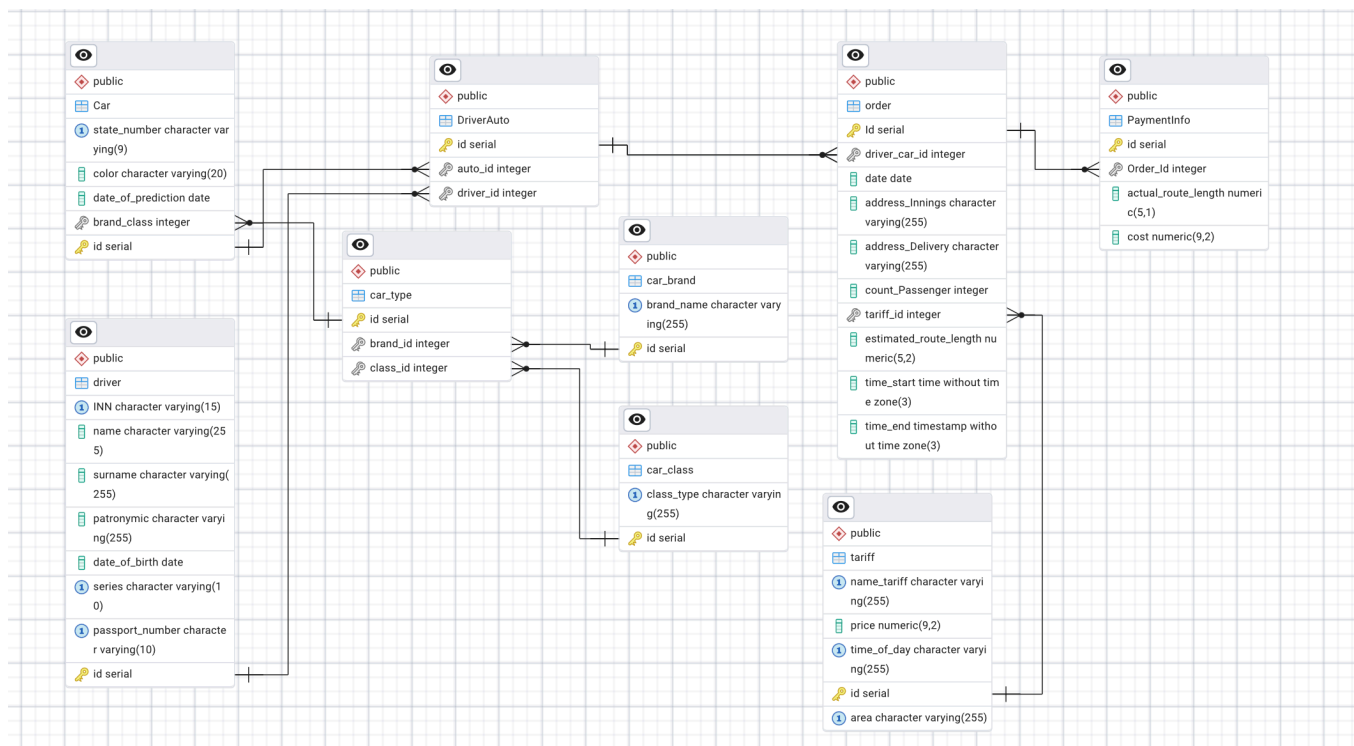 public
Car
state_number character var
ying(9)
color character varying(20)
date_of_prediction date
brand_class integer
id serial
public
driver
INN character varying(15)
name character varying(25
5)
surname character varying(
255)
patronymic character varyi
ng(255)
date_of_birth date
series character varying(1
0)
passport_number characte
r varying(10)
id serial
public
DriverAuto
id serial
auto_id integer
driver_id integer
public
car_type
id serial
brand_id integer
class_id integer
public
car_brand
brand_name character vary
ing(255)
id serial
public
car_class
class_type character varyin
g(255)
id serial
public
order
Id serial
driver_car_id integer
date date
address_Innings character
varying(255)
address_Delivery character
varying(255)
count_Passenger integer
tariff_id integer
estimated_route_length nu
meric(5,2)
time_start time without tim
e zone(3)
time_end timestamp witho
ut time zone(3)
public
tariff
name_tariff character varyi
ng(255)
price numeric(9,2)
time_of_day character varyi
ng(255)
id serial
area character varying(255)
public
PaymentInfo
id serial
Order_Id integer
actual_route_length numeri
c(5,1)
cost numeric(9,2)